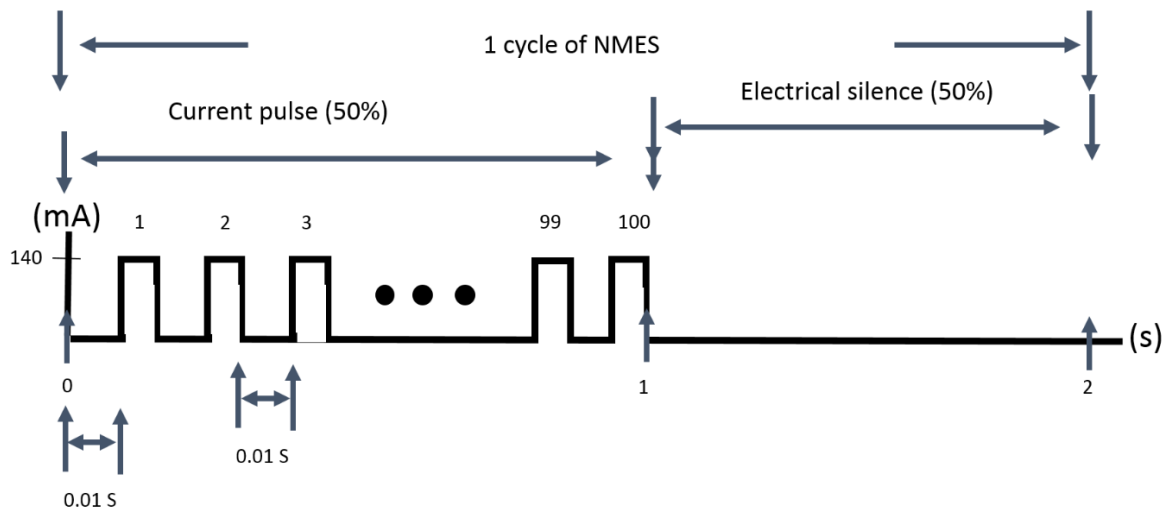 1 cycle of NMES
Electrical silence (50%)
Current pulse (50%)
(mA)
1
2
3
99
100
140
(s)
0
1
2
0.01 S
0.01 S